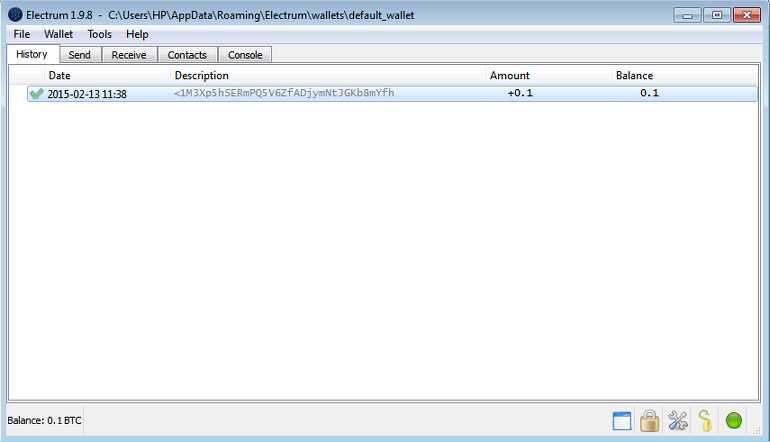 Electrum 1.9.8 - C:\Users\HP\AppData\Roaming\Electrum\wallets\default_wallet
File Wallet Tools Help
History Send Receive Contacts Console
Date Description Amount Balance
2015-02-13 11:38 <1M3Xp5hSERmPQ5V6ZfADjymNtJGKb8mYfh +0.1 0.1
Balance: 0.1 BTC